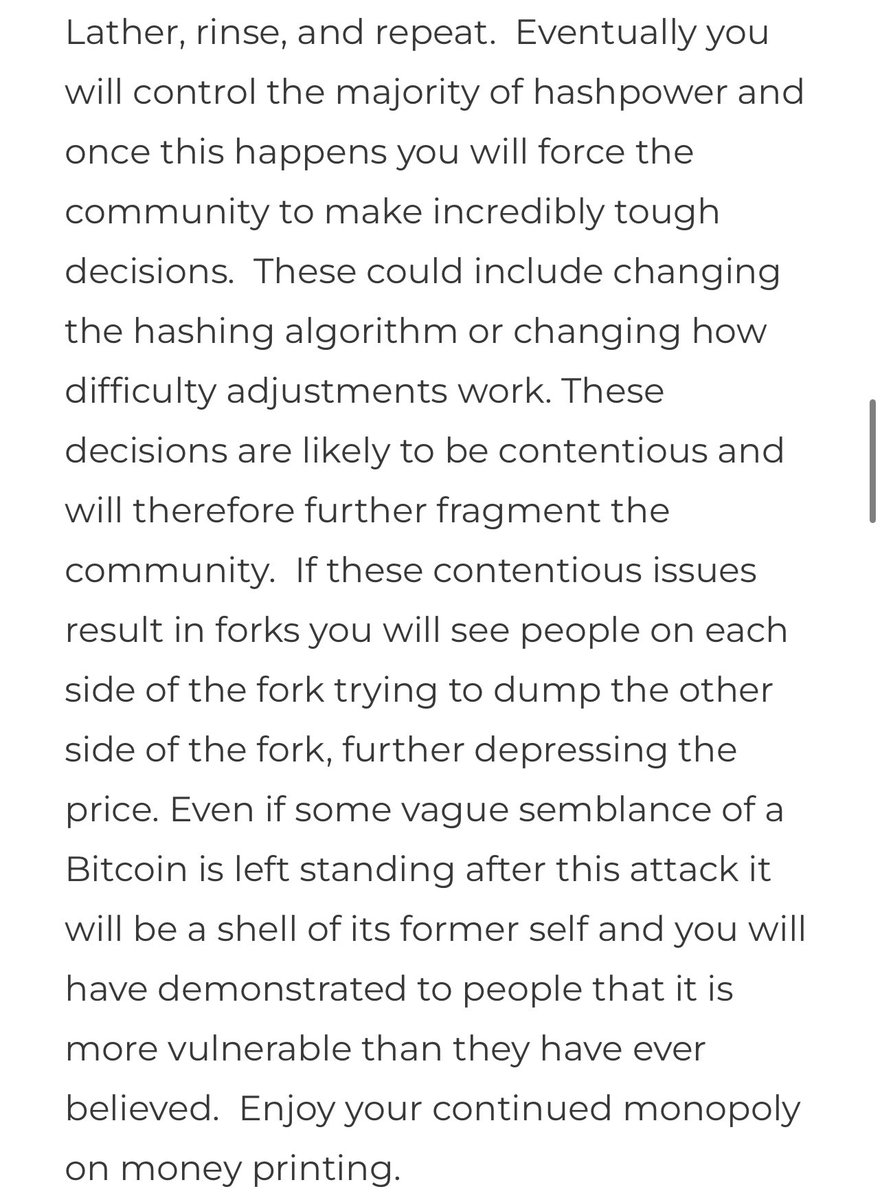 Lather, rinse, and repeat.  Eventually you
will control the majority of hashpower and
once this happens you will force the
community to make incredibly tough
decisions.  These could include changing
the hashing algorithm or changing how
difficulty adjustments work. These
decisions are likely to be contentious and
will therefore further fragment the
community.  If these contentious issues
result in forks you will see people on each
side of the fork trying to dump the other
side of the fork, further depressing the
price. Even if some vague semblance of a
Bitcoin is left standing after this attack it
will be a shell of its former self and you will
have demonstrated to people that it is
more vulnerable than they have ever
believed.  Enjoy your continued monopoly
on money printing.